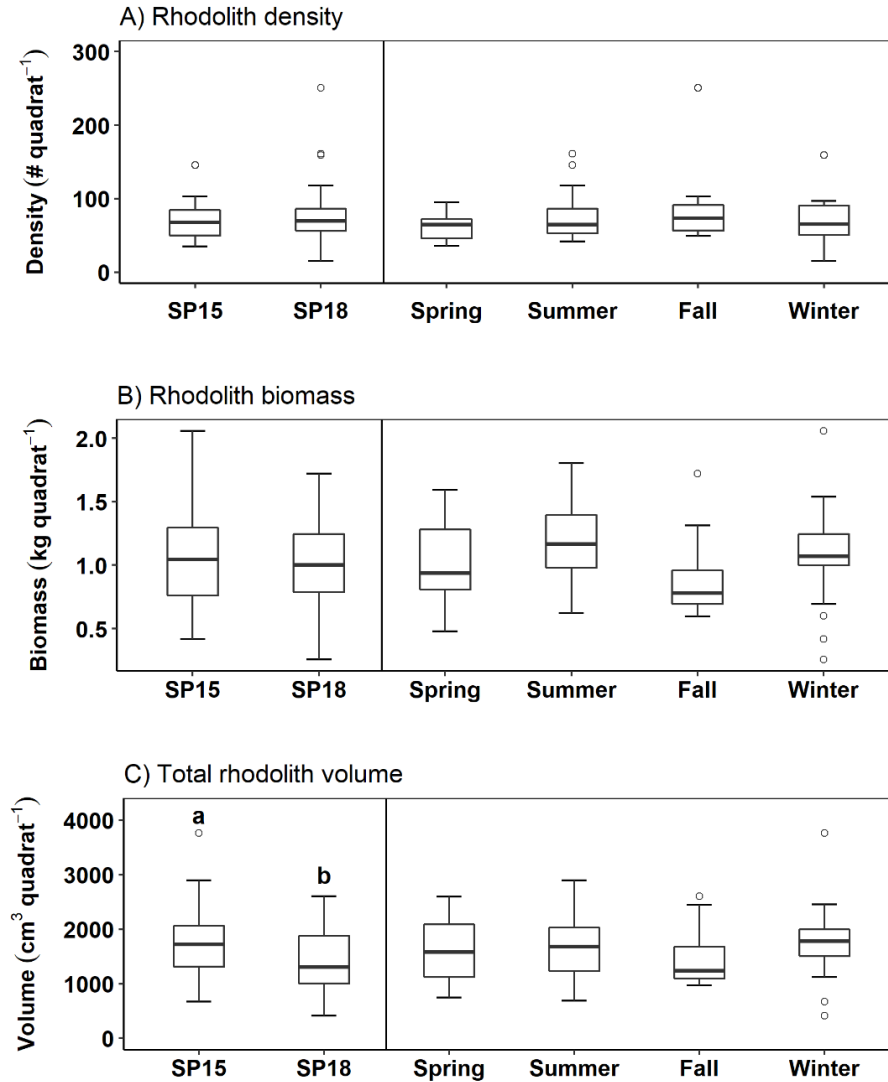 A) Rhodolith density
Density (# quadrat⁻¹)
300
200
100
0
SP15 SP18 Spring Summer Fall Winter
B) Rhodolith biomass
Biomass (kg quadrat⁻¹)
2.0
1.5
1.0
0.5
SP15 SP18 Spring Summer Fall Winter
C) Total rhodolith volume
Volume (cm³ quadrat⁻¹)
4000
3000
2000
1000
0
a
b
SP15 SP18 Spring Summer Fall Winter